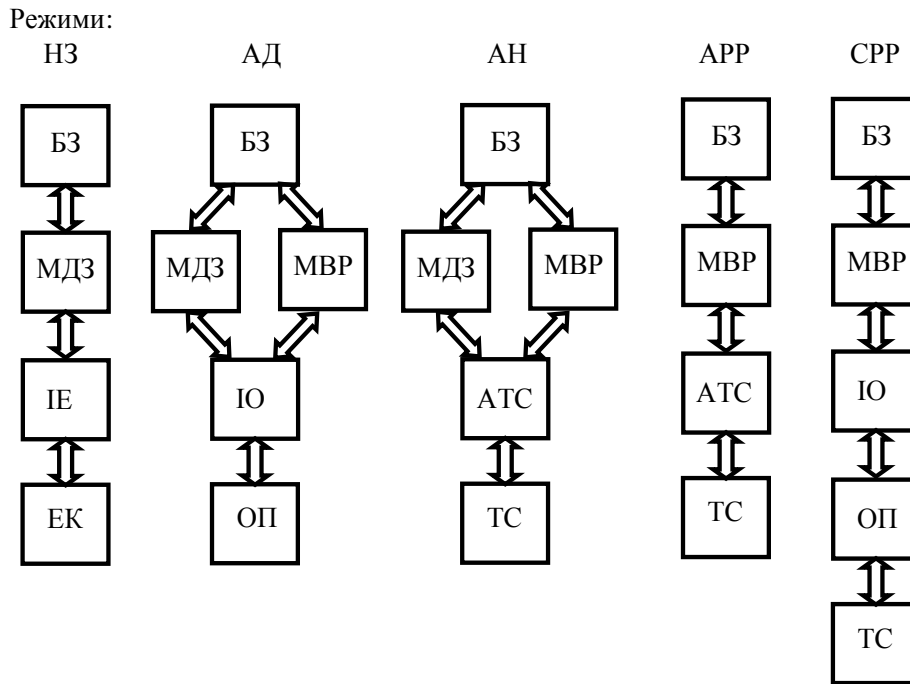 Режими:
НЗ АД АН АРР СРР
БЗ БЗ БЗ БЗ БЗ
МДЗ МДЗ МВР МДЗ МВР МВР МВР
ІЕ ІО АТС АТС ІО
ЕК ОП ТС ТС ОП
ТС